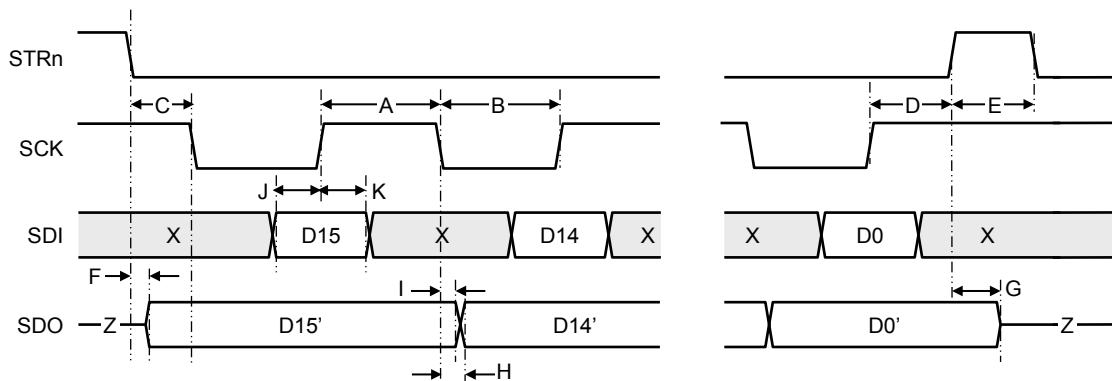 STRn
C A B D E
SCK
J K
SDI X D15 X D14 X X D0 X
F I G
SDO Z D15' D14' D0' Z
H